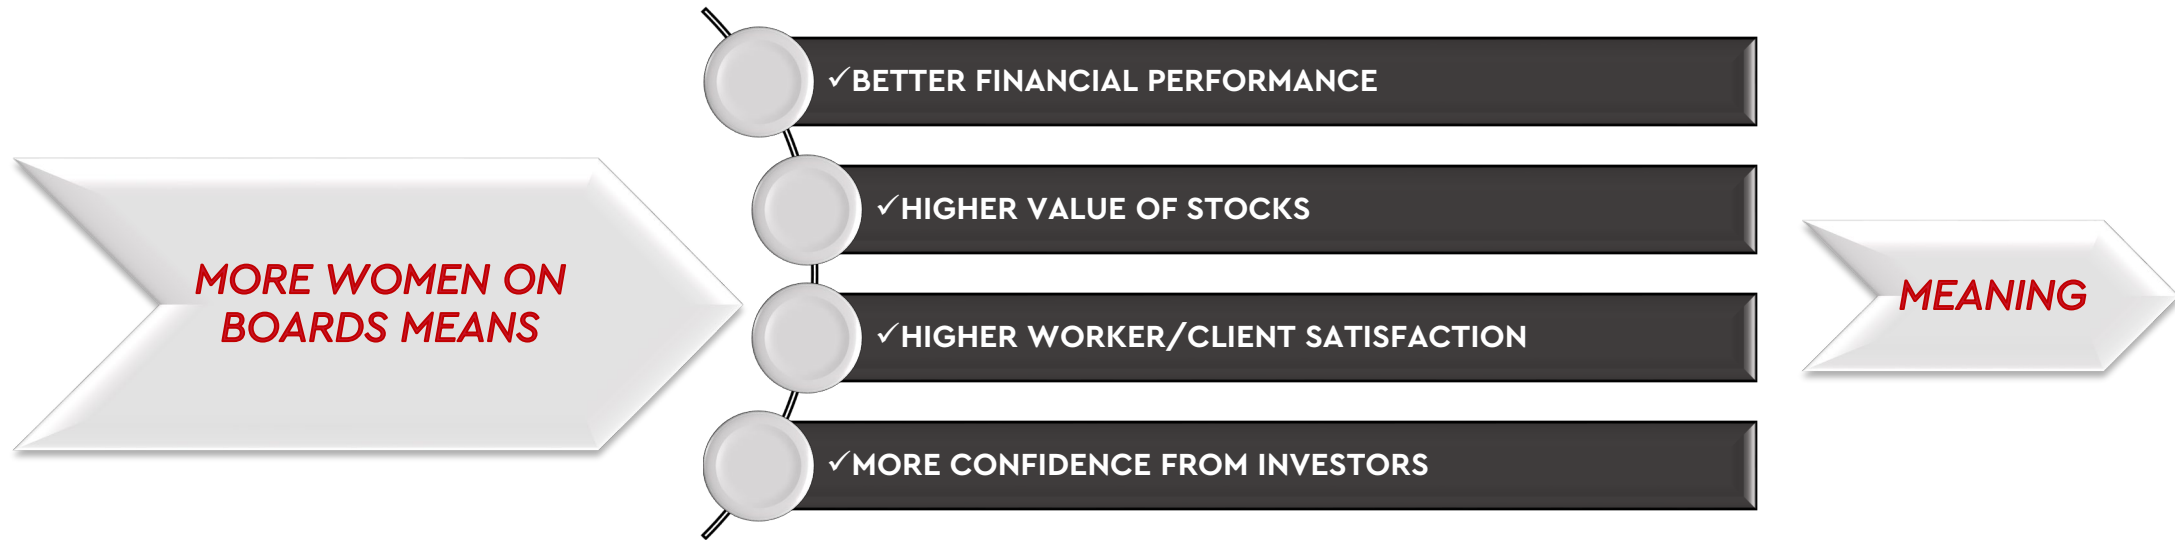 MORE WOMEN ON
BOARDS MEANS
✓BETTER FINANCIAL PERFORMANCE
✓HIGHER VALUE OF STOCKS
✓HIGHER WORKER/CLIENT SATISFACTION
✓MORE CONFIDENCE FROM INVESTORS
MEANING